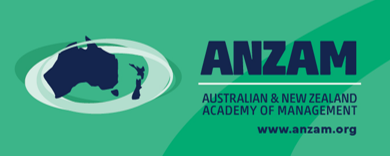 ANZAM
AUSTRALIAN & NEW ZEALAND
ACADEMY OF MANAGEMENT
www.anzam.org